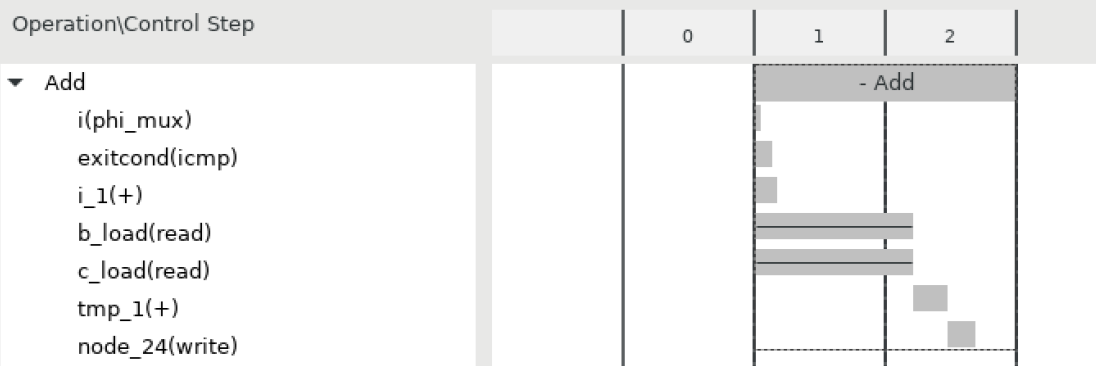 Operation\Control Step
0 1 2
Add
- Add
i(phi_mux)
exitcond(icmp)
i_1(+)
b_load(read)
c_load(read)
tmp_1(+)
node_24(write)